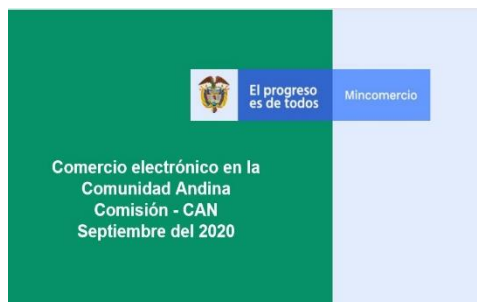 El progreso
es de todos
Mincomercio
Comercio electrónico en la
Comunidad Andina
Comisión - CAN
Septiembre del 2020